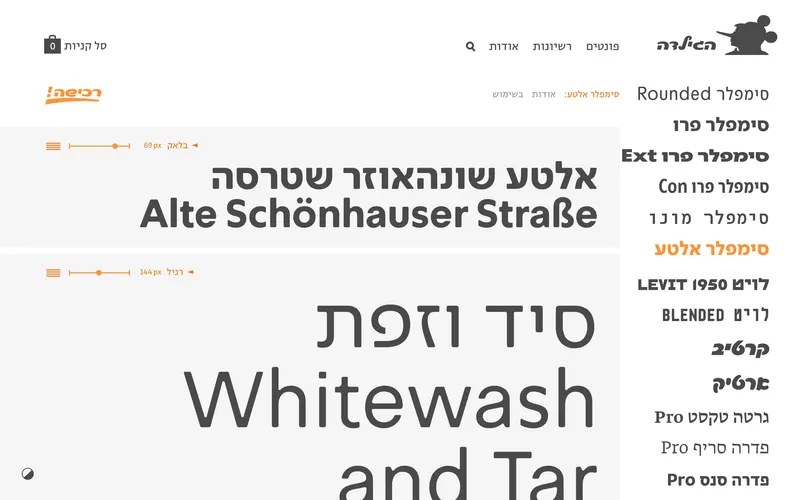 הגילדה
פונטים
רשיונות
אודות
סל קניות
0
סימפלר אלטע:
אודות
בשימוש
רכישה!
סימפלר Rounded
סימפלר פרו
סימפלר פרו Ext
סימפלר פרו Con
סימפלר מונו
סימפלר אלטע
לויט LEVIT 1950
לויט BLENDED
קרטיב
ארטיק
גרטה טקסט Pro
פדרה סריף Pro
פדרה סנס Pro
בלאק · 69 px
אלטע שונהאוזר שטרסה
Alte Schönhauser Straße
רגיל · 144 px
סיד וזפת
Whitewash
and Tar